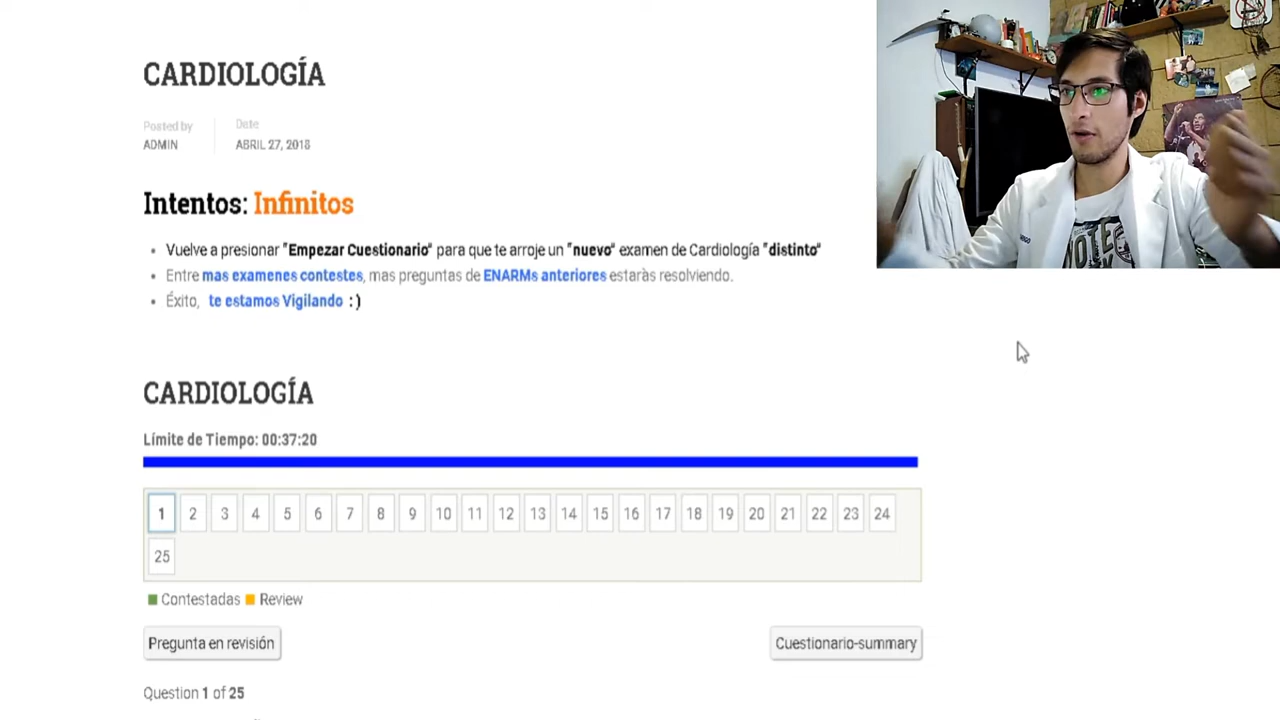 CARDIOLOGÍA
Posted by
ADMIN
Date
ABRIL 27, 2018
Intentos: Infinitos
Vuelve a presionar "Empezar Cuestionario" para que te arroje un "nuevo" examen de Cardiología "distinto"
Entre mas examenes contestes, mas preguntas de ENARMs anteriores estaràs resolviendo.
Éxito, te estamos Vigilando :)
CARDIOLOGÍA
Límite de Tiempo: 00:37:20
1 2 3 4 5 6 7 8 9 10 11 12 13 14 15 16 17 18 19 20 21 22 23 24
25
Contestadas Review
Pregunta en revisión
Cuestionario-summary
Question 1 of 25